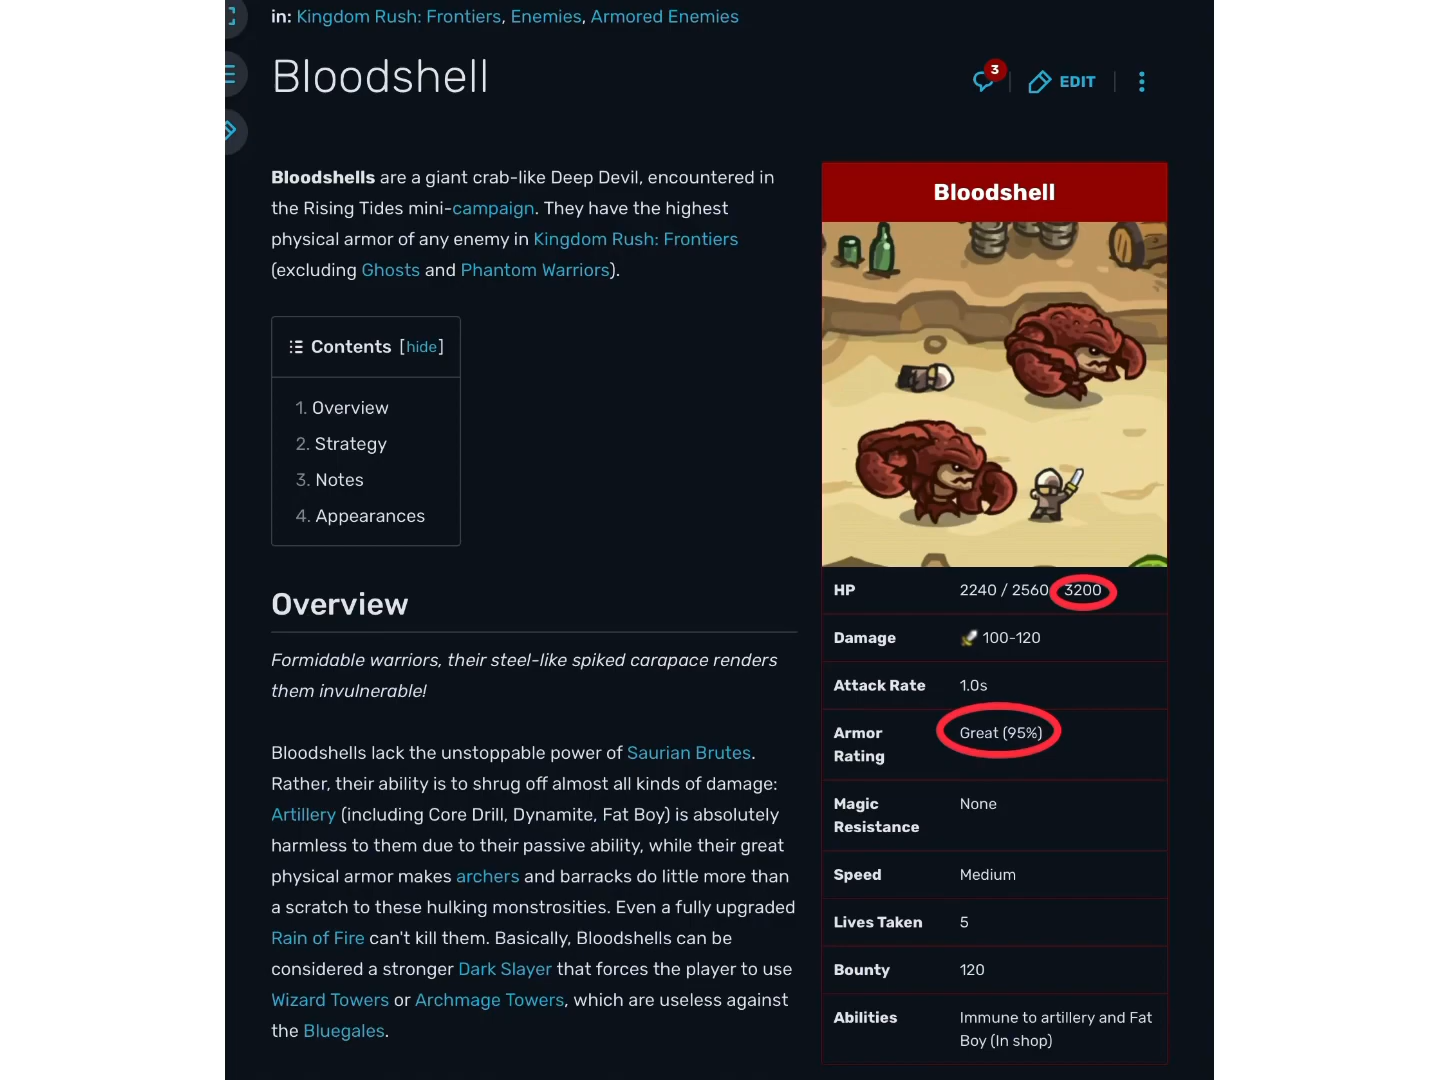 in: Kingdom Rush: Frontiers, Enemies, Armored Enemies
Bloodshell
3
EDIT
Bloodshells are a giant crab-like Deep Devil, encountered in
the Rising Tides mini-campaign. They have the highest
physical armor of any enemy in Kingdom Rush: Frontiers
(excluding Ghosts and Phantom Warriors).
Contents [hide]
1. Overview
2. Strategy
3. Notes
4. Appearances
Overview
Formidable warriors, their steel-like spiked carapace renders
them invulnerable!
Bloodshells lack the unstoppable power of Saurian Brutes.
Rather, their ability is to shrug off almost all kinds of damage:
Artillery (including Core Drill, Dynamite, Fat Boy) is absolutely
harmless to them due to their passive ability, while their great
physical armor makes archers and barracks do little more than
a scratch to these hulking monstrosities. Even a fully upgraded
Rain of Fire can't kill them. Basically, Bloodshells can be
considered a stronger Dark Slayer that forces the player to use
Wizard Towers or Archmage Towers, which are useless against
the Bluegales.
Bloodshell
HP 2240 / 2560 3200
Damage 100-120
Attack Rate 1.0s
Armor Rating Great (95%)
Magic Resistance None
Speed Medium
Lives Taken 5
Bounty 120
Abilities Immune to artillery and Fat
Boy (In shop)